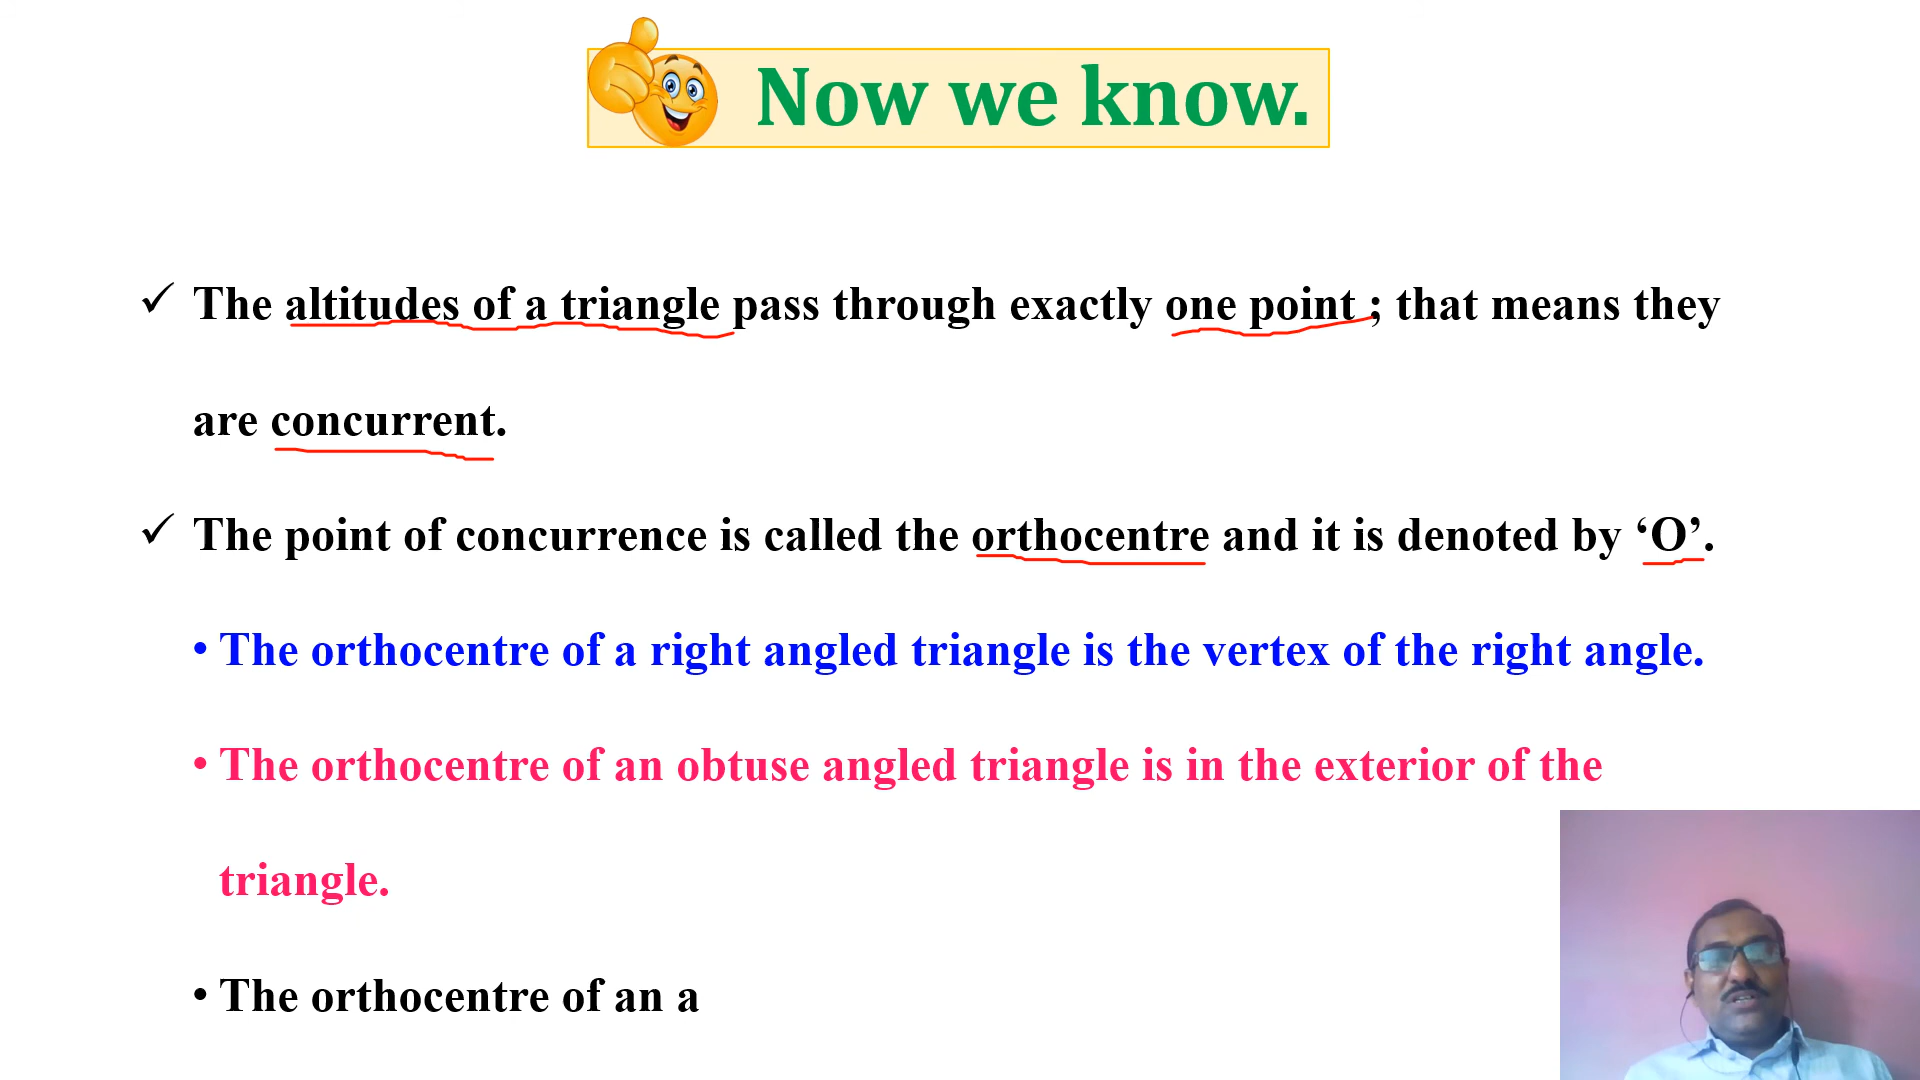 Now we know.
✓ The altitudes of a triangle pass through exactly one point ; that means they
are concurrent.
✓ The point of concurrence is called the orthocentre and it is denoted by ‘O’.
• The orthocentre of a right angled triangle is the vertex of the right angle.
• The orthocentre of an obtuse angled triangle is in the exterior of the
triangle.
• The orthocentre of an a